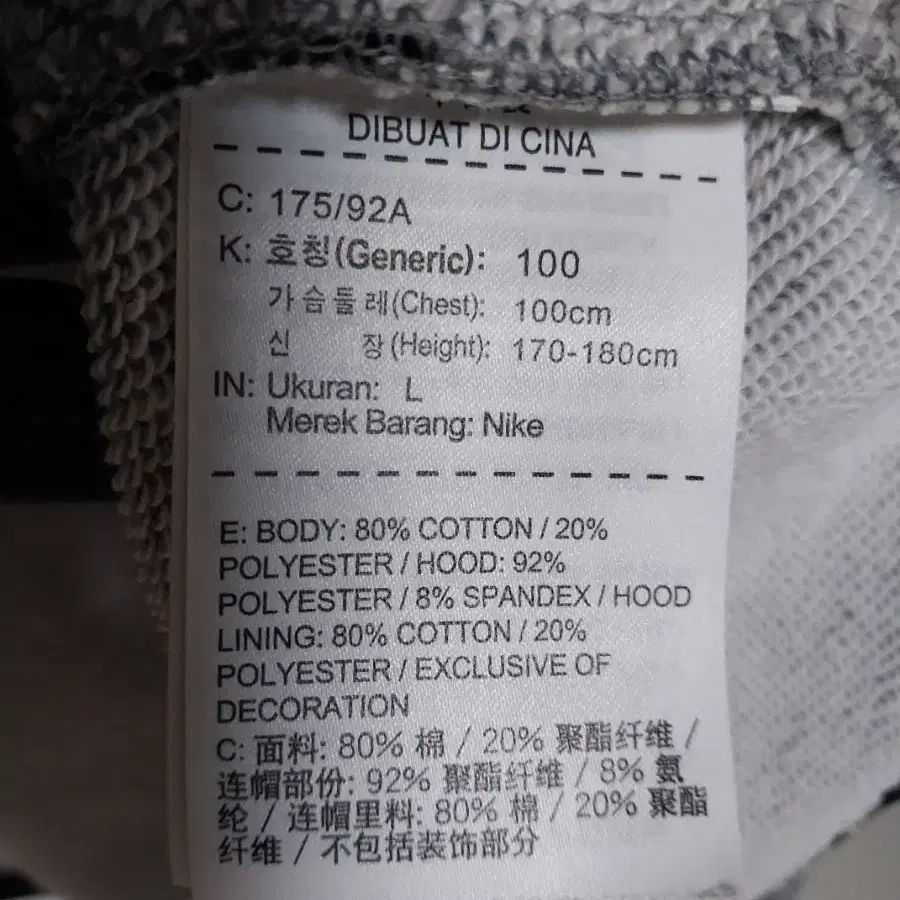 DIBUAT DI CINA
C: 175/92A
K: 호칭(Generic): 100
가슴둘레(Chest): 100cm
신 장(Height): 170-180cm
IN: Ukuran: L
Merek Barang: Nike
E: BODY: 80% COTTON / 20%
POLYESTER / HOOD: 92%
POLYESTER / 8% SPANDEX / HOOD
LINING: 80% COTTON / 20%
POLYESTER / EXCLUSIVE OF
DECORATION
C: 面料: 80% 棉 / 20% 聚酯纤维 /
连帽部份: 92% 聚酯纤维 / 8% 氨
纶 / 连帽里料: 80% 棉 / 20% 聚酯
纤维 / 不包括装饰部分